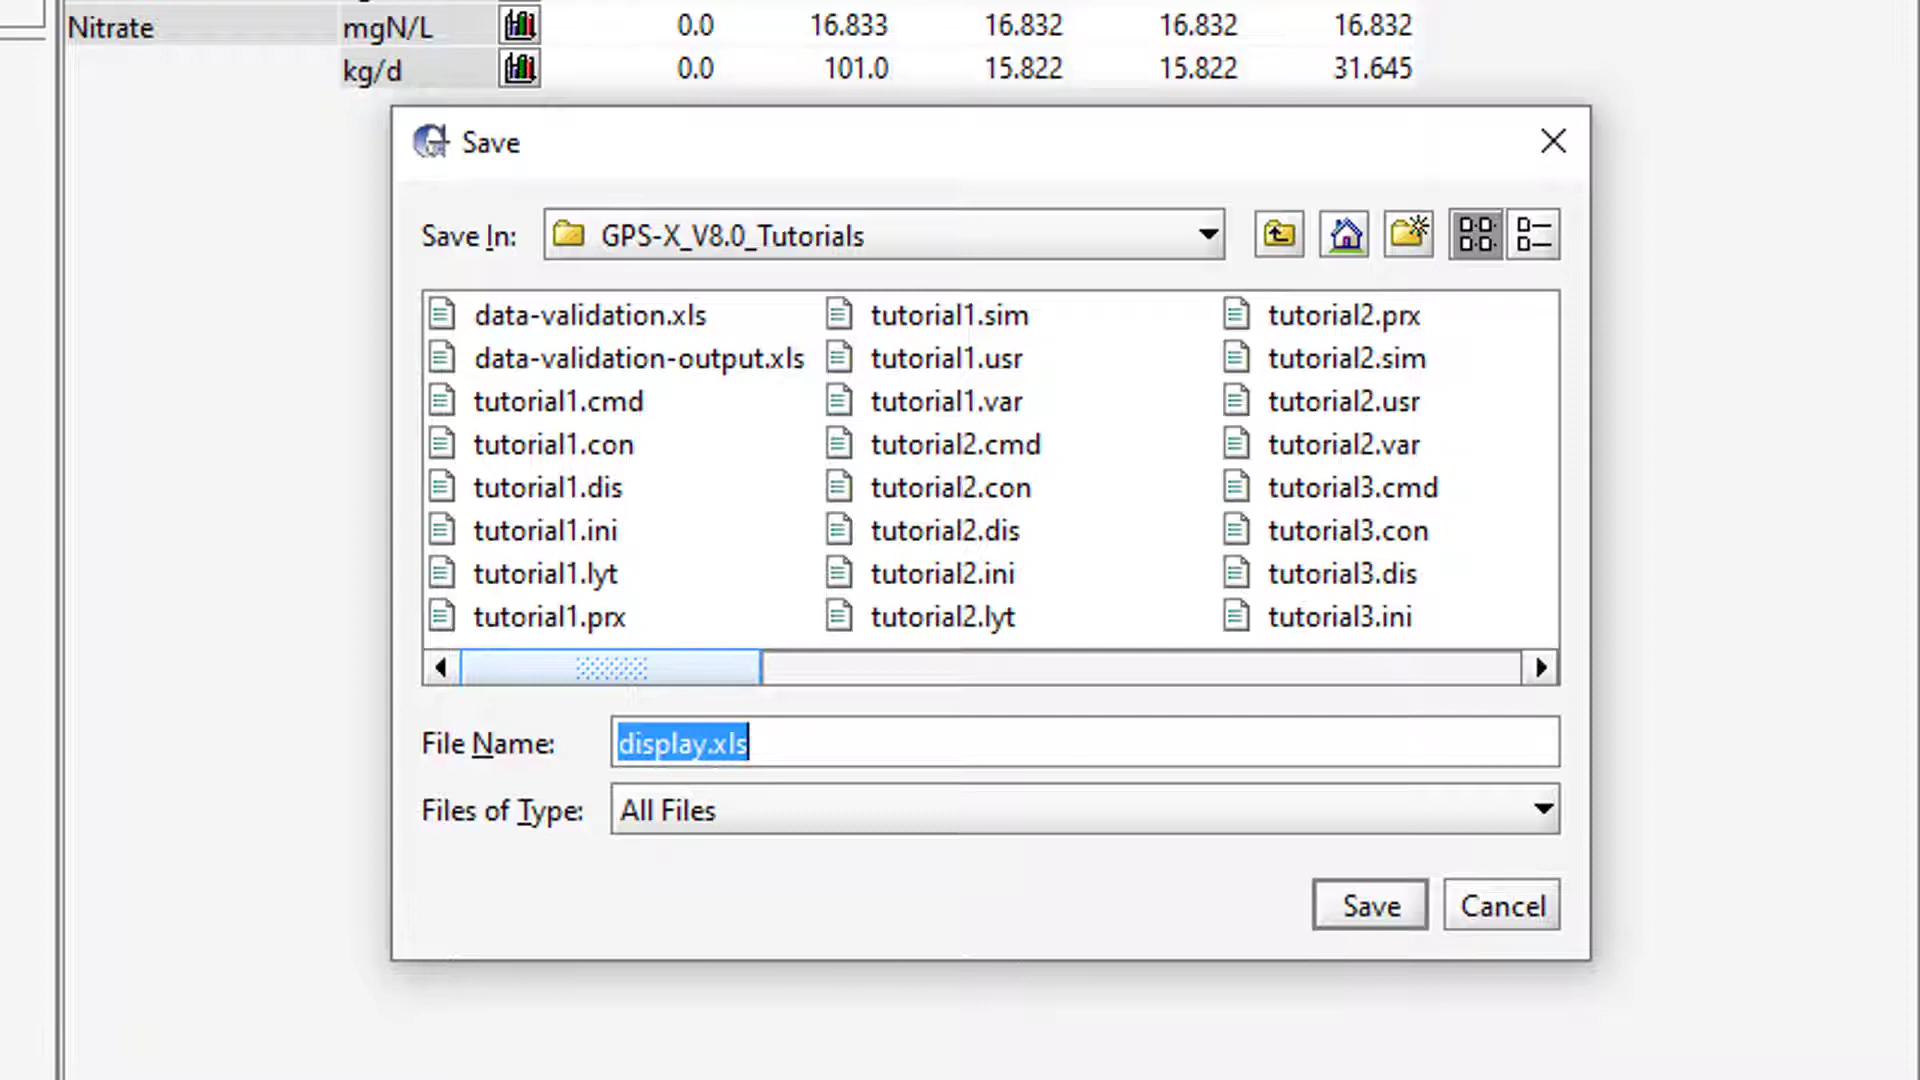 Nitrate mgN/L 0.0 16.833 16.832 16.832 16.832
kg/d 0.0 101.0 15.822 15.822 31.645
Save
Save In: GPS-X_V8.0_Tutorials
data-validation.xls tutorial1.sim tutorial2.prx
data-validation-output.xls tutorial1.usr tutorial2.sim
tutorial1.cmd tutorial1.var tutorial2.usr
tutorial1.con tutorial2.cmd tutorial2.var
tutorial1.dis tutorial2.con tutorial3.cmd
tutorial1.ini tutorial2.dis tutorial3.con
tutorial1.lyt tutorial2.ini tutorial3.dis
tutorial1.prx tutorial2.lyt tutorial3.ini
File Name: display.xls
Files of Type: All Files
Save Cancel